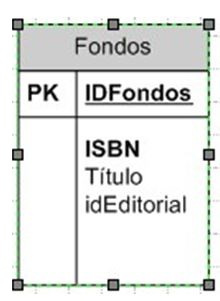 Fondos
PK IDFondos
ISBN
Título
idEditorial